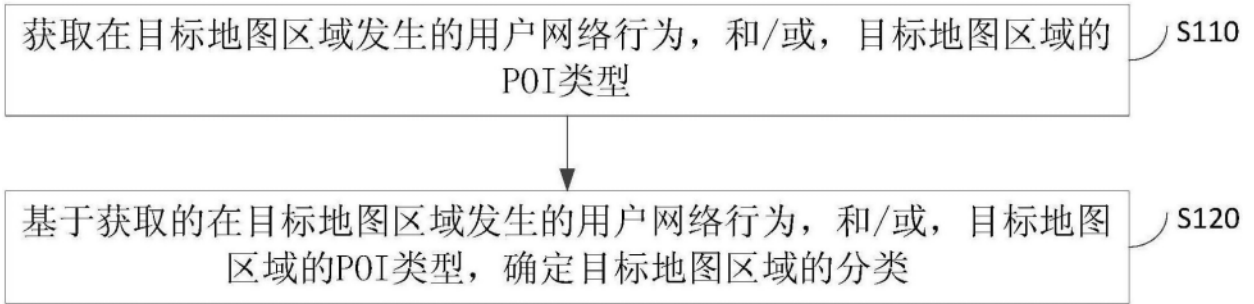 获取在目标地图区域发生的用户网络行为，和/或，目标地图区域的
POI类型
S110
基于获取的在目标地图区域发生的用户网络行为，和/或，目标地图
区域的POI类型，确定目标地图区域的分类
S120